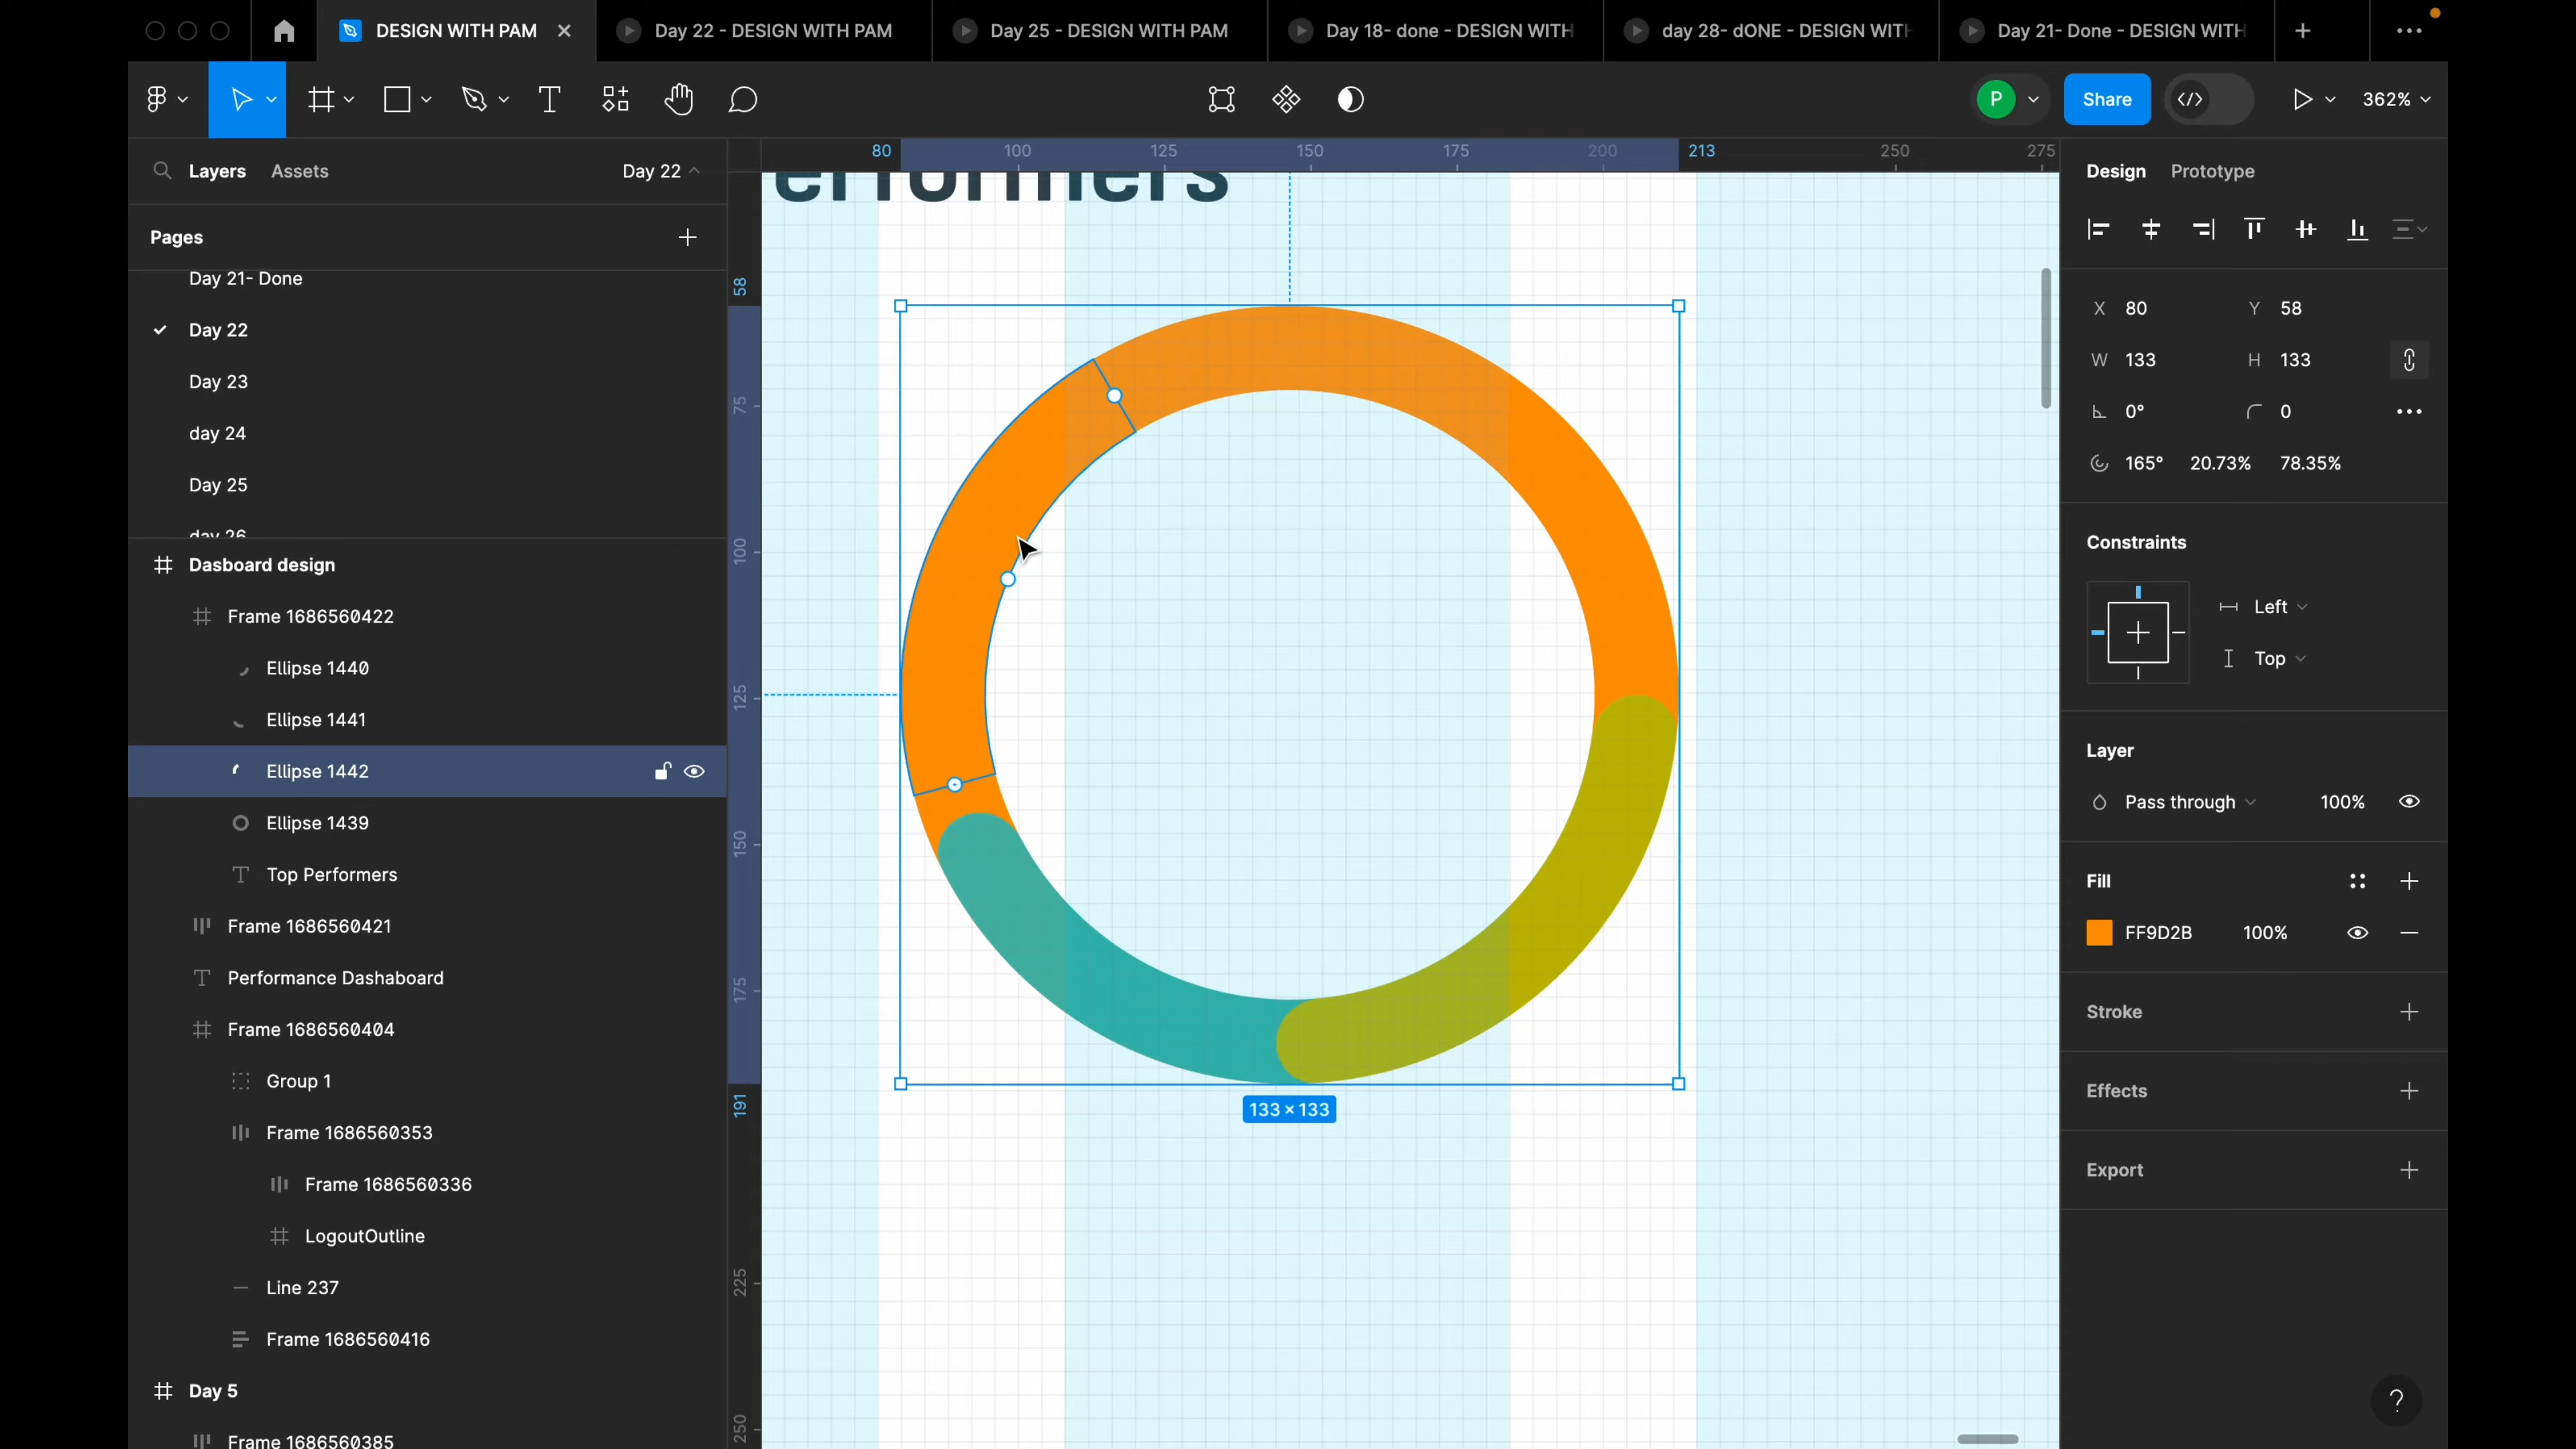 DESIGN WITH PAM
Day 22 - DESIGN WITH PAM
Day 25 - DESIGN WITH PAM
Day 18- done - DESIGN WITH
day 28- dONE - DESIGN WITH
Day 21- Done - DESIGN WITH
P
Share
362%
Layers
Assets
Day 22
Pages
Day 21- Done
Day 22
Day 23
day 24
Day 25
day 26
Dasboard design
Frame 1686560422
Ellipse 1440
Ellipse 1441
Ellipse 1442
Ellipse 1439
Top Performers
Frame 1686560421
Performance Dashaboard
Frame 1686560404
Group 1
Frame 1686560353
Frame 1686560336
LogoutOutline
Line 237
Frame 1686560416
Day 5
Frame 1686560385
80 100 125 150 175 200 213 250 275
58
75
100
125
150
175
191
225
250
erformers
133 × 133
Design
Prototype
X 80 Y 58
W 133 H 133
0° 0
165° 20.73% 78.35%
Constraints
Left
Top
Layer
Pass through 100%
Fill
FF9D2B 100%
Stroke
Effects
Export
?